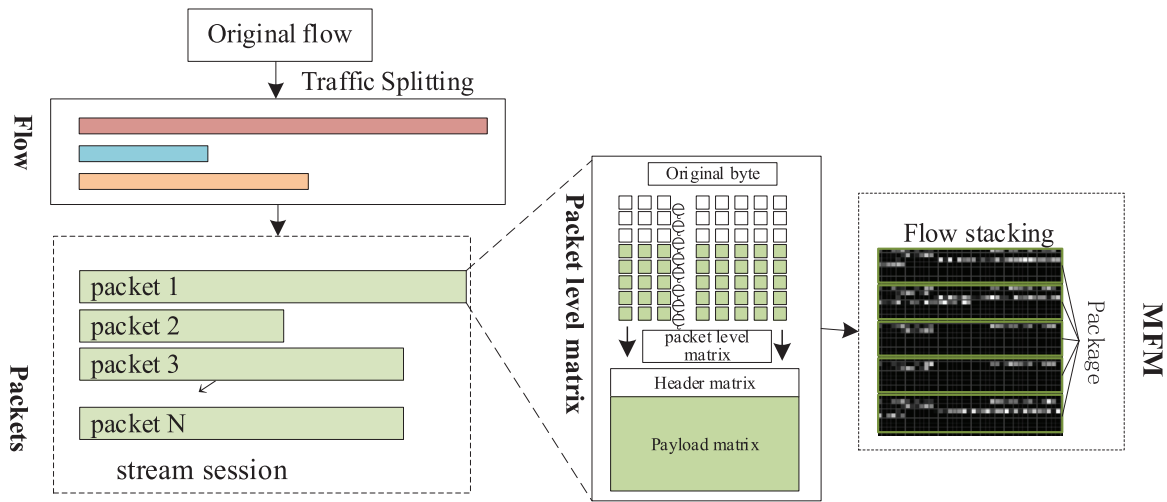 Original flow
Traffic Splitting
Flow
packet 1
packet 2
packet 3
packet N
stream session
Packets
Original byte
packet level
matrix
Header matrix
Payload matrix
Packet level matrix
Flow stacking
Package
MFM